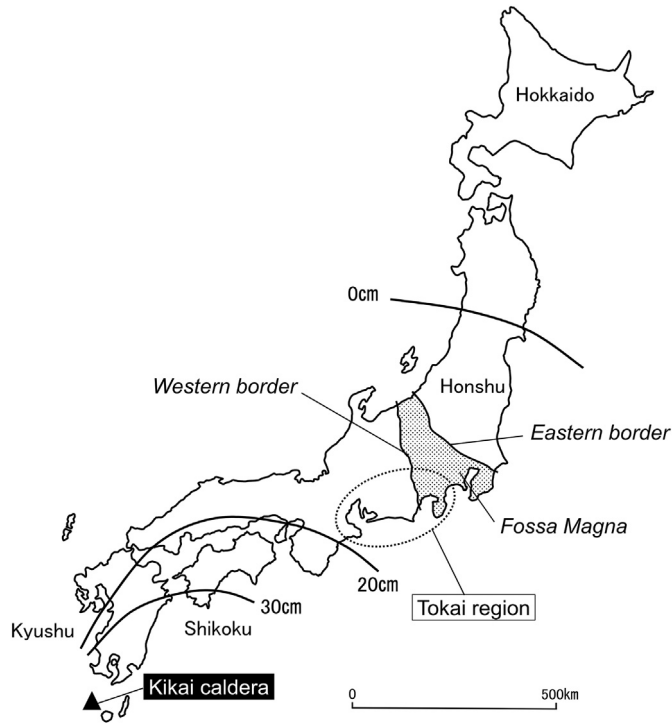 Hokkaido
0cm
Western border
Honshu
Eastern border
Fossa Magna
20cm
Tokai region
30cm
Kyushu
Shikoku
Kikai caldera
0
500km